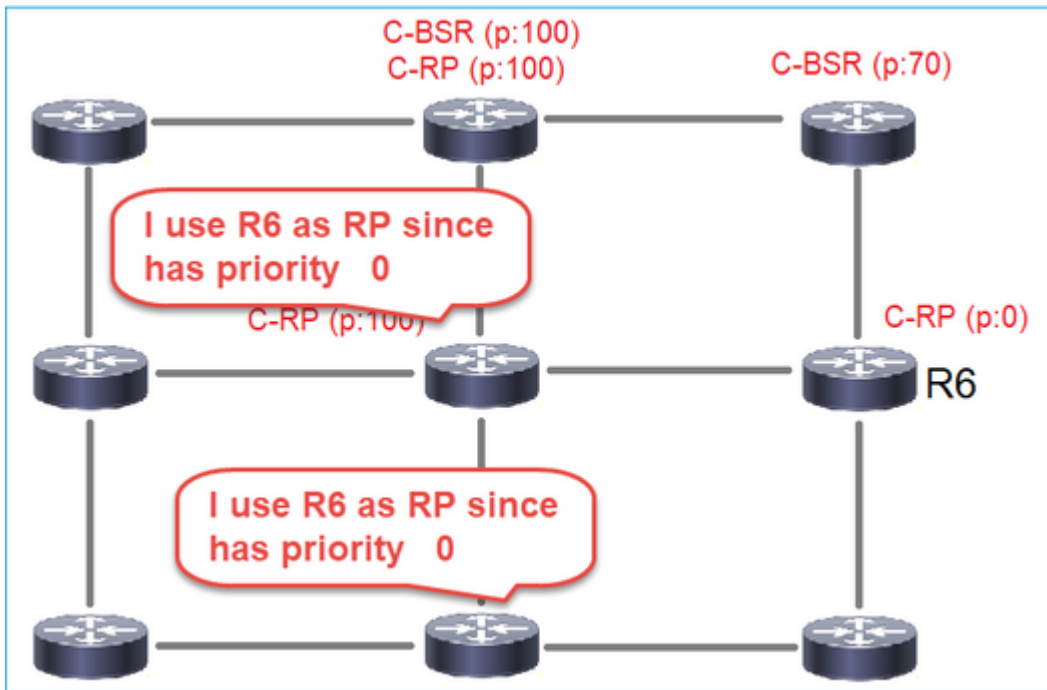 C-BSR (p:100)
C-RP (p:100)
C-BSR (p:70)
I use R6 as RP since
has priority 0
C-RP (p:100)
C-RP (p:0)
R6
I use R6 as RP since
has priority 0